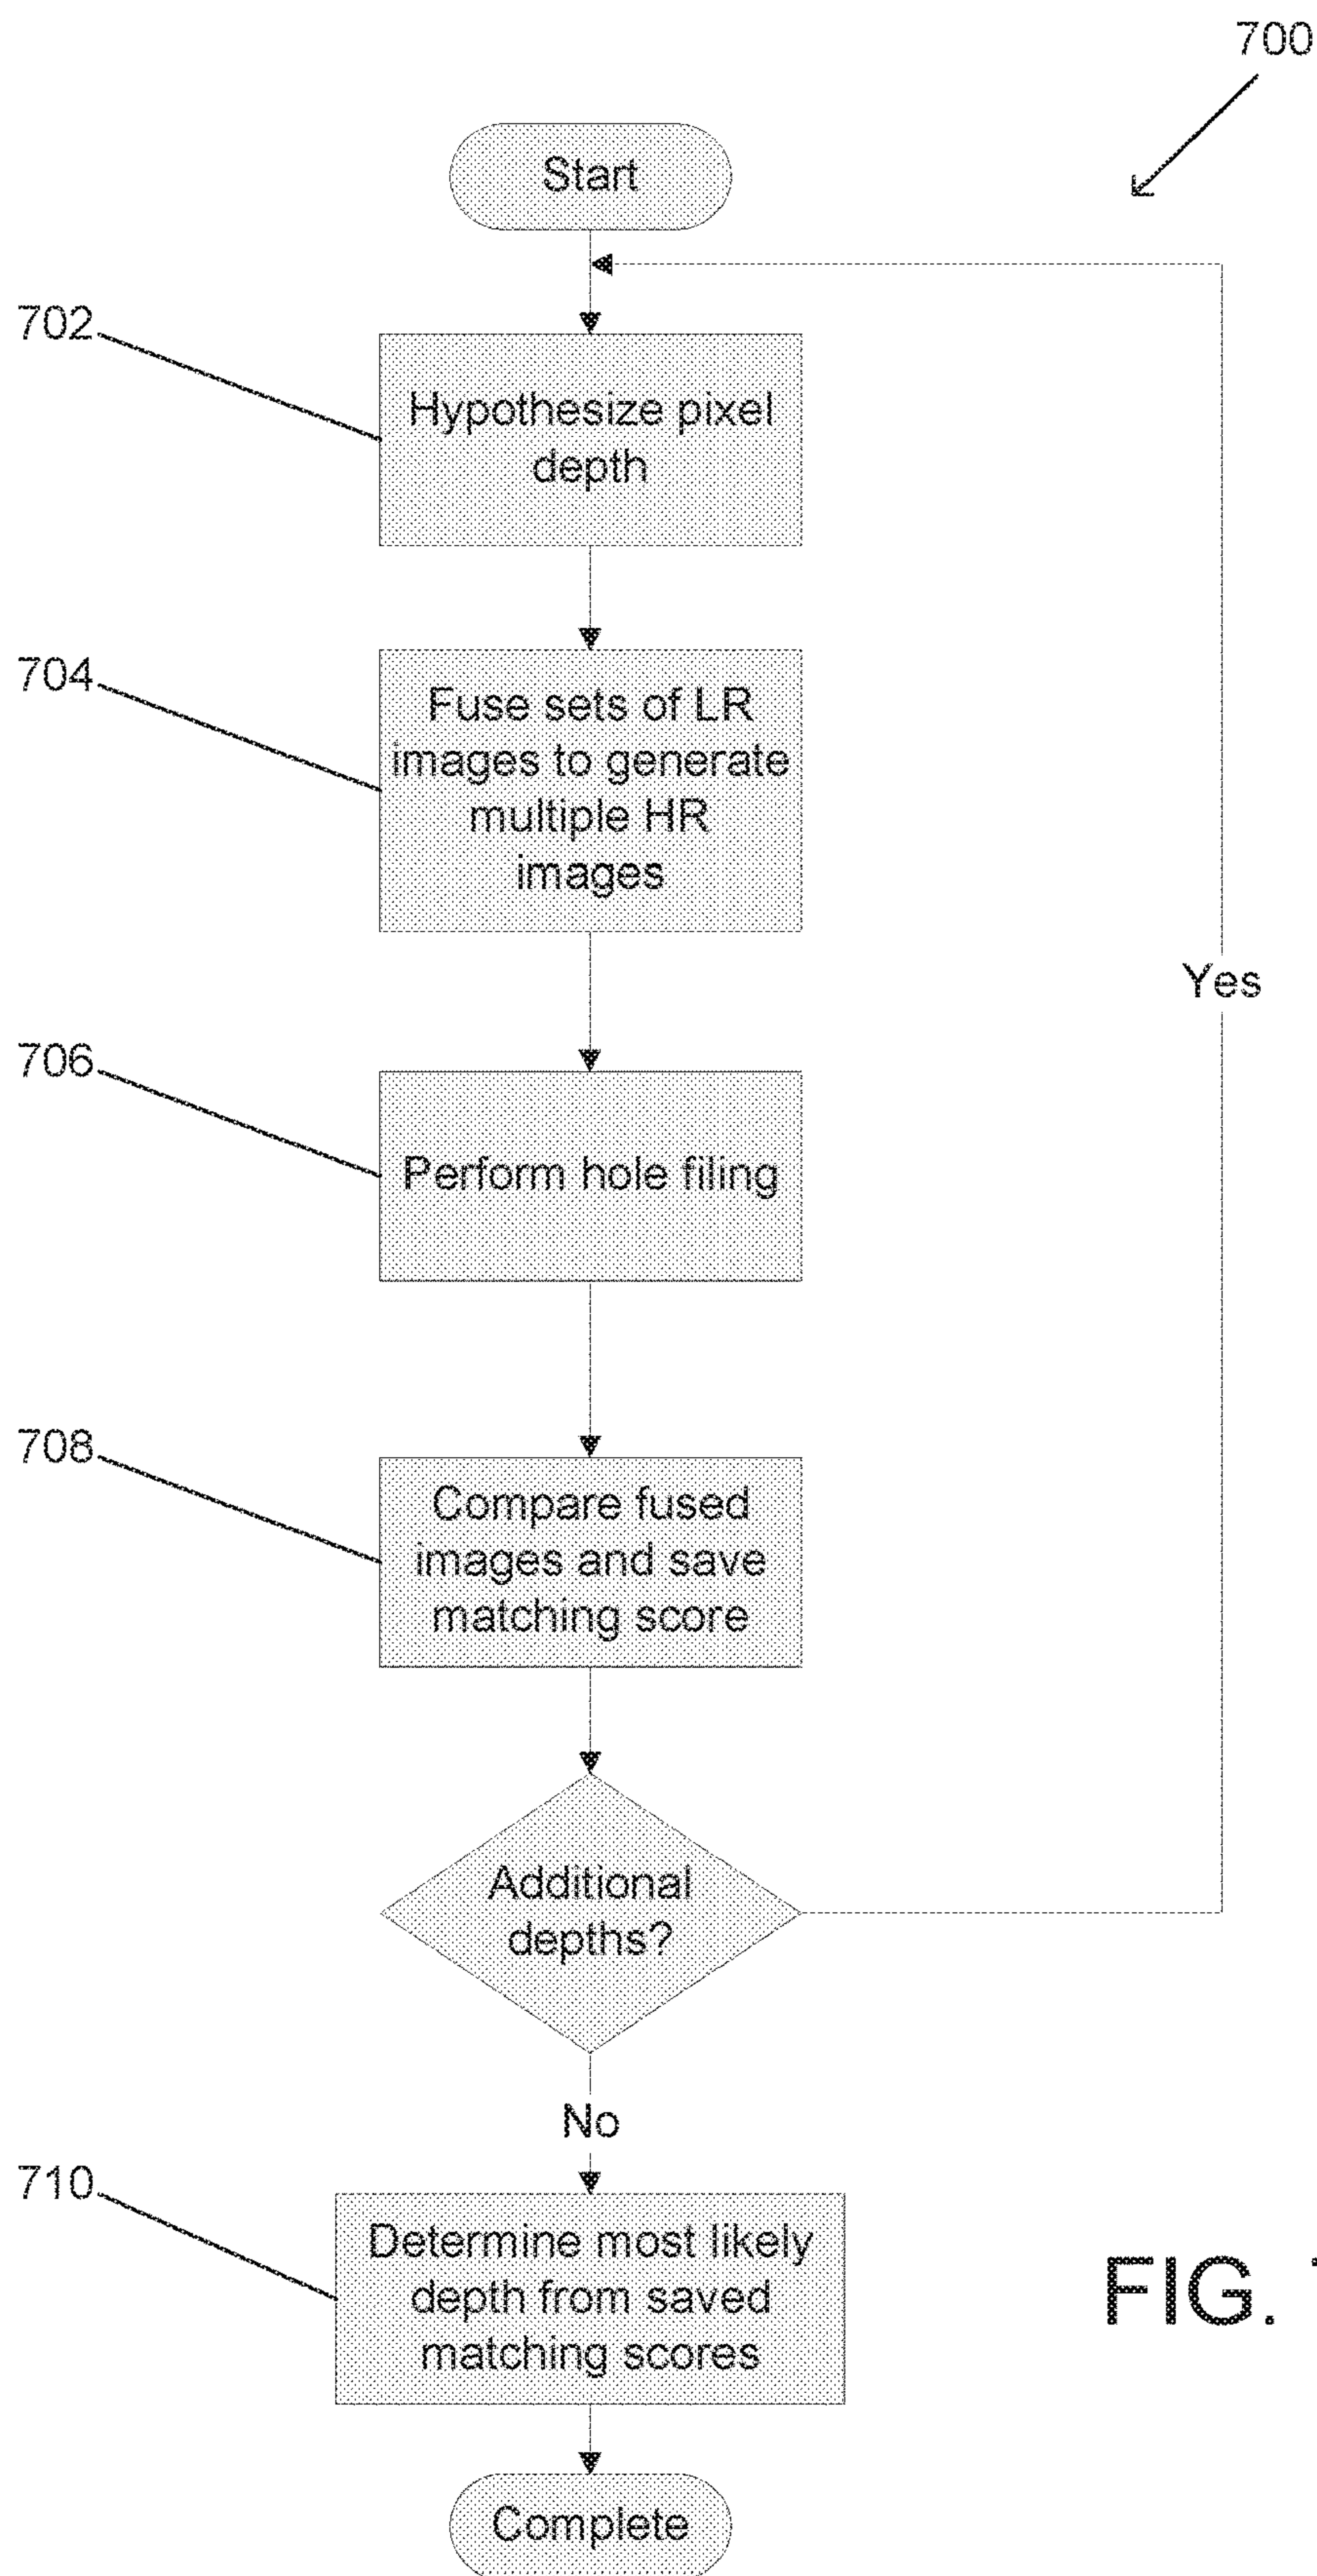 700
Start
702
Hypothesize pixel
depth
704
Fuse sets of LR
images to generate
multiple HR
images
Yes
706
Perform hole filing
708
Compare fused
images and save
matching score
Additional
depths?
No
710
Determine most likely
depth from saved
matching scores
FIG.
Complete